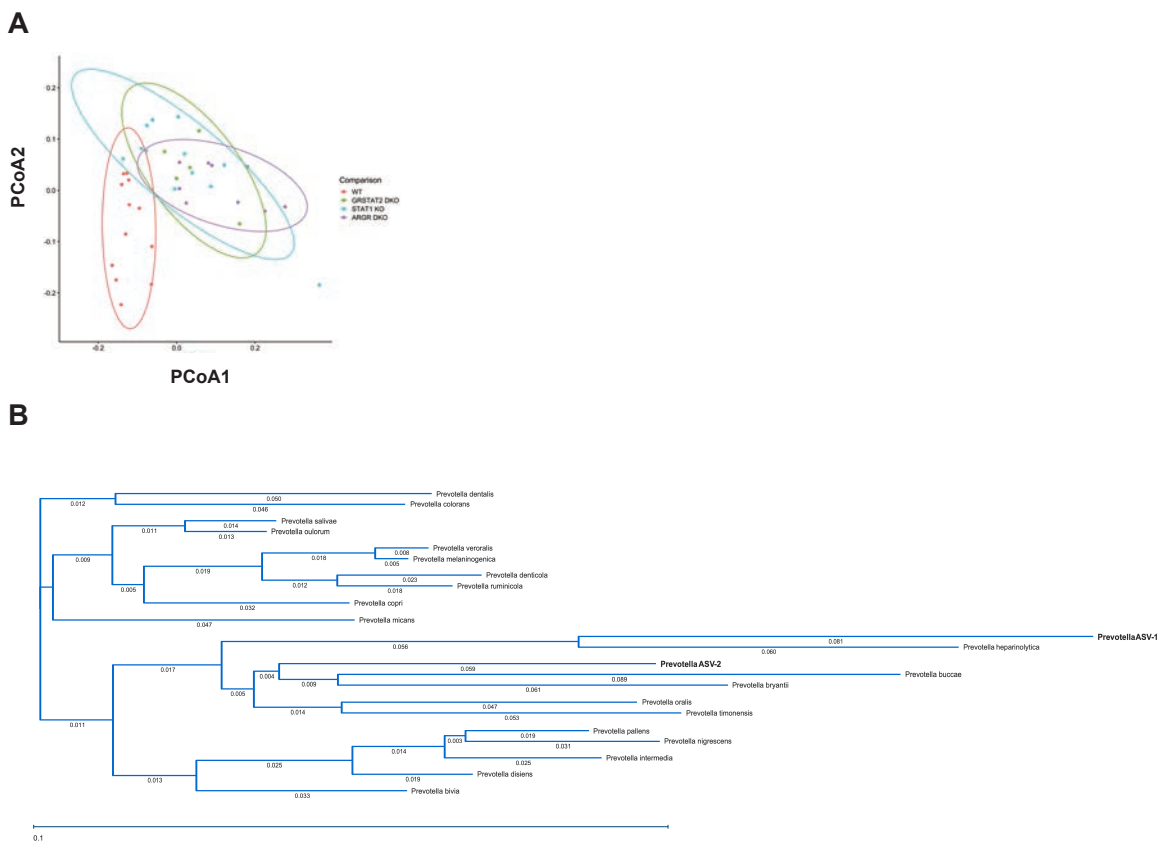 A
0.2
0.1
0.0
-0.1
-0.2
PCoA2
-0.2
0.0
0.2
PCoA1
Comparison
WT
GRSTAT2 DKO
STAT1 KO
ARGR DKO
B
Prevotella dentalis
0.050
0.012
Prevotella colorans
0.046
Prevotella salivae
0.014
0.011
Prevotella oulorum
0.013
Prevotella veroralis
0.008
0.018
Prevotella melaninogenica
0.005
0.009
0.019
Prevotella denticola
0.023
0.012
Prevotella ruminicola
0.018
0.005
Prevotella copri
0.032
Prevotella micans
0.047
PrevotellaASV-1
0.081
0.056
Prevotella heparinolytica
0.060
0.017
PrevotellaASV-2
0.059
0.004
Prevotella buccae
0.089
0.009
Prevotella bryantii
0.061
0.005
Prevotella oralis
0.047
0.014
Prevotella timonensis
0.053
0.011
Prevotella pallens
0.019
0.003
Prevotella nigrescens
0.031
0.014
Prevotella intermedia
0.025
0.025
Prevotella disiens
0.019
0.013
Prevotella bivia
0.033
0.1